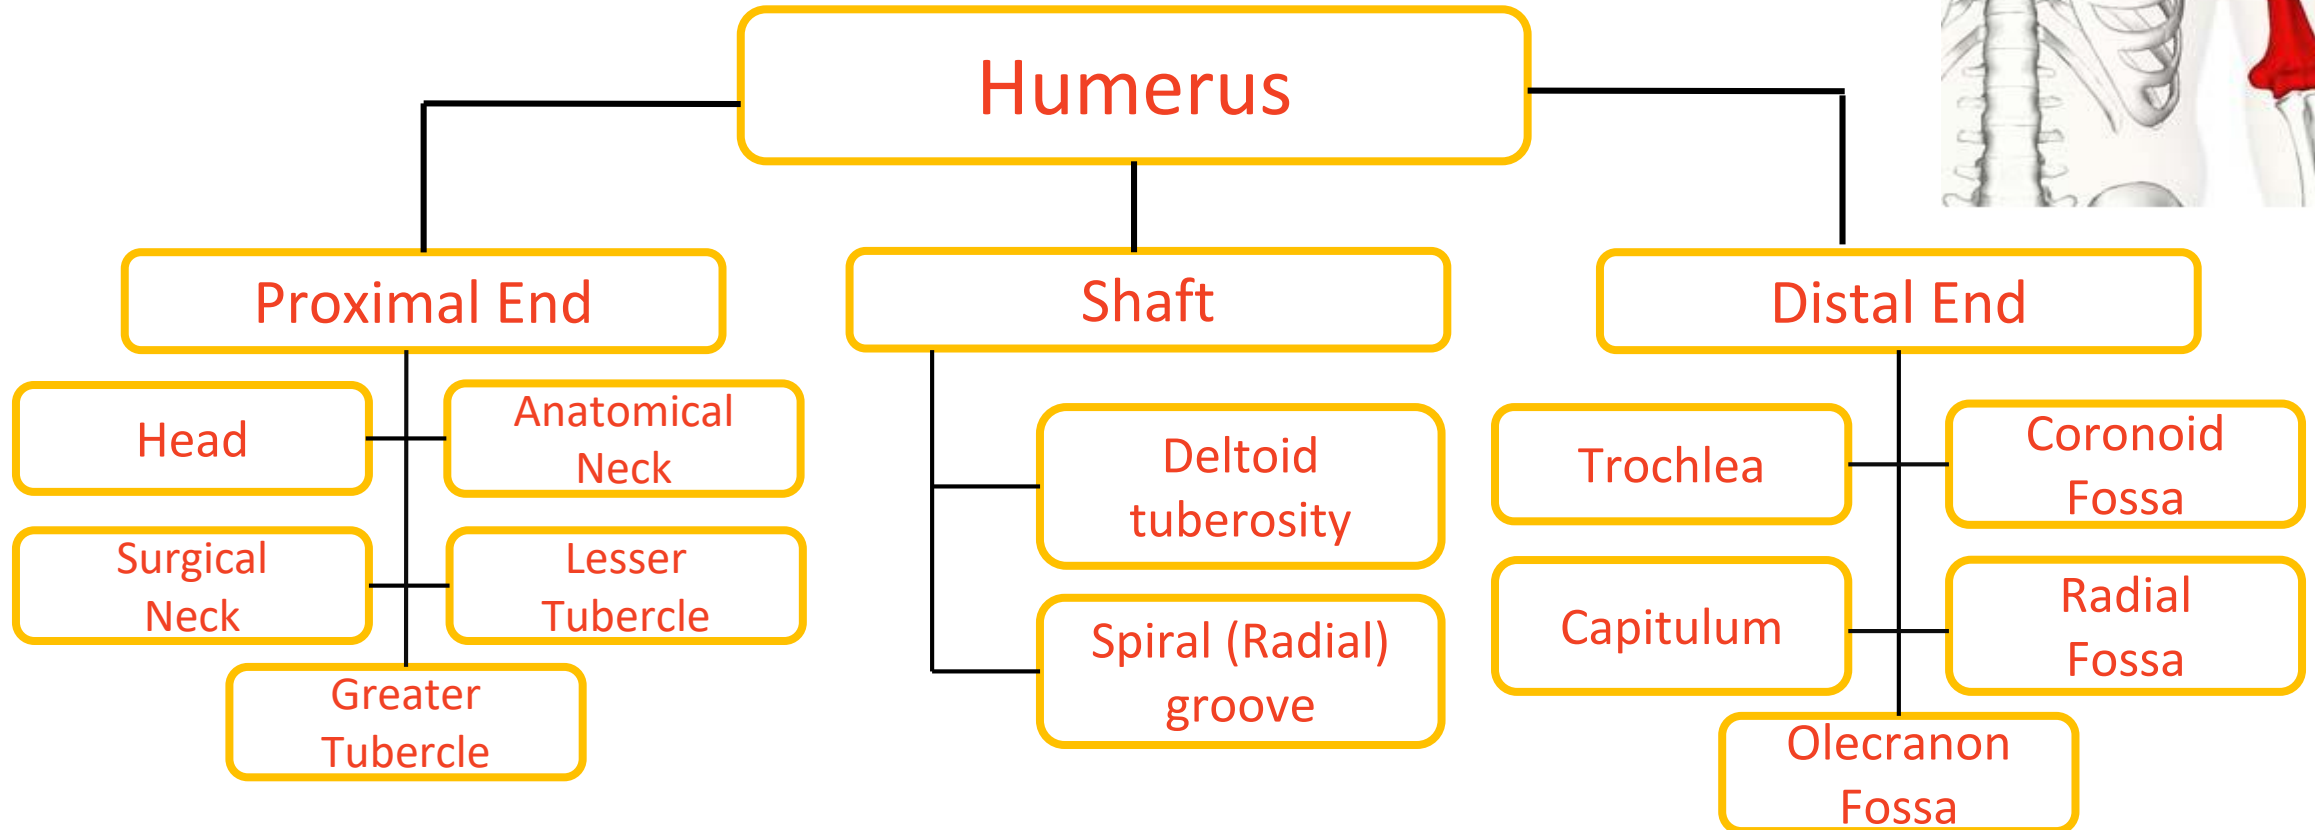 Humerus
Proximal End
Shaft
Distal End
Head
Anatomical
Neck
Surgical
Neck
Lesser
Tubercle
Greater
Tubercle
Deltoid
tuberosity
Spiral (Radial)
groove
Trochlea
Coronoid
Fossa
Capitulum
Radial
Fossa
Olecranon
Fossa